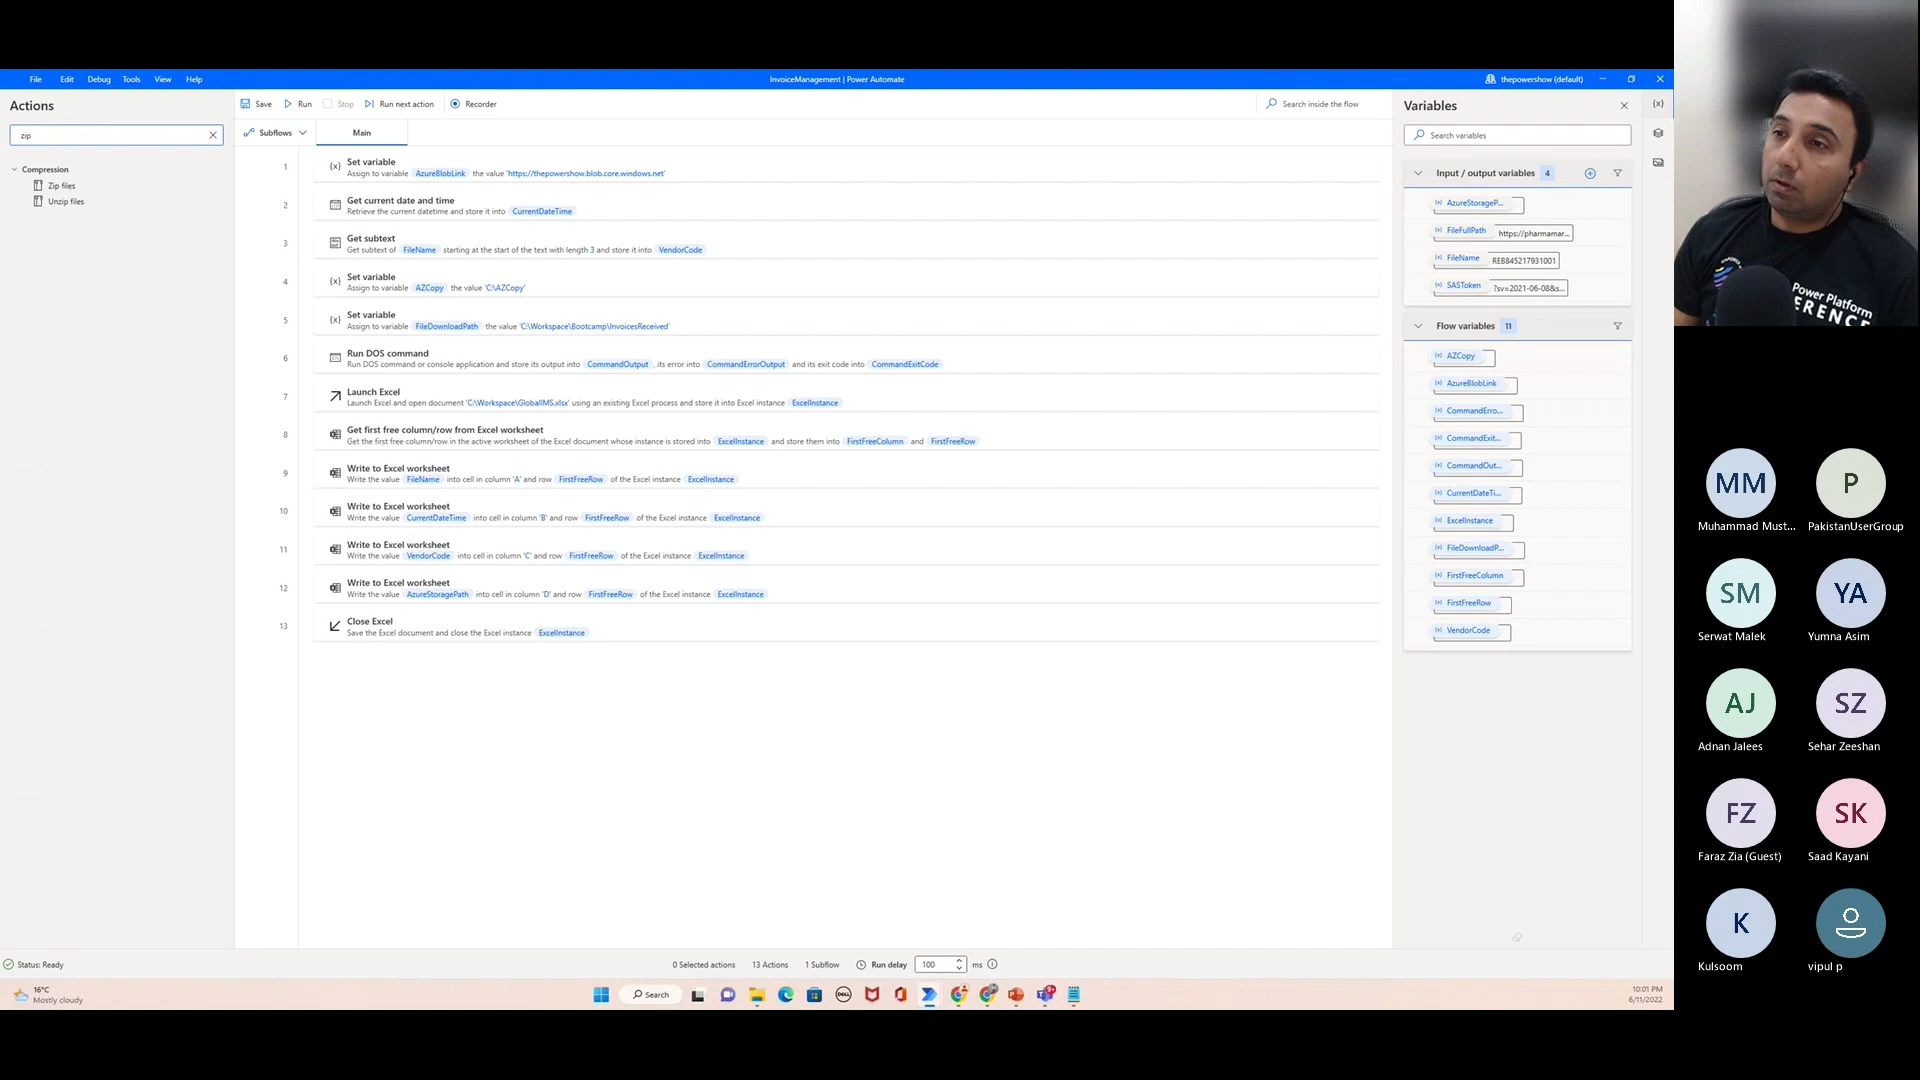 File Edit Debug Tools View Help
InvoiceManagement | Power Automate
thepowershow (default)
Actions
zip
Compression
Zip files
Unzip files
Save Run Stop Run next action Recorder
Search inside the flow
Subflows Main
1 Set variable
Assign to variable AzureBlobLink the value 'https://thepowershow.blob.core.windows.net'
2 Get current date and time
Retrieve the current datetime and store it into CurrentDateTime
3 Get subtext
Get subtext of FileName starting at the start of the text with length 3 and store it into VendorCode
4 Set variable
Assign to variable AZCopy the value 'C:\AZCopy'
5 Set variable
Assign to variable FileDownloadPath the value 'C:\Workspace\Bootcamp\InvoicesReceived'
6 Run DOS command
Run DOS command or console application and store its output into CommandOutput , its error into CommandErrorOutput and its exit code into CommandExitCode
7 Launch Excel
Launch Excel and open document 'C:\Workspace\GlobalIMS.xlsx' using an existing Excel process and store it into Excel instance ExcelInstance
8 Get first free column/row from Excel worksheet
Get the first free column/row in the active worksheet of the Excel document whose instance is stored into ExcelInstance and store them into FirstFreeColumn and FirstFreeRow
9 Write to Excel worksheet
Write the value FileName into cell in column 'A' and row FirstFreeRow of the Excel instance ExcelInstance
10 Write to Excel worksheet
Write the value CurrentDateTime into cell in column 'B' and row FirstFreeRow of the Excel instance ExcelInstance
11 Write to Excel worksheet
Write the value VendorCode into cell in column 'C' and row FirstFreeRow of the Excel instance ExcelInstance
12 Write to Excel worksheet
Write the value AzureStoragePath into cell in column 'D' and row FirstFreeRow of the Excel instance ExcelInstance
13 Close Excel
Save the Excel document and close the Excel instance ExcelInstance
Variables
Search variables
Input / output variables 4
AzureStorageP...
FileFullPath https://pharmamar...
FileName REB845217931001
SASToken ?sv=2021-06-08&s...
Flow variables 11
AZCopy
AzureBlobLink
CommandErro...
CommandExit...
CommandOut...
CurrentDateTi...
ExcelInstance
FileDownloadP...
FirstFreeColumn
FirstFreeRow
VendorCode
Status: Ready
0 Selected actions 13 Actions 1 Subflow Run delay 100 ms
16°C
Mostly cloudy
Search
10:01 PM
6/11/2022
Power Platform
MM P
Muhammad Must... PakistanUserGroup
SM YA
Serwat Malek Yumna Asim
AJ SZ
Adnan Jalees Sehar Zeeshan
FZ SK
Faraz Zia (Guest) Saad Kayani
K
Kulsoom vipul p